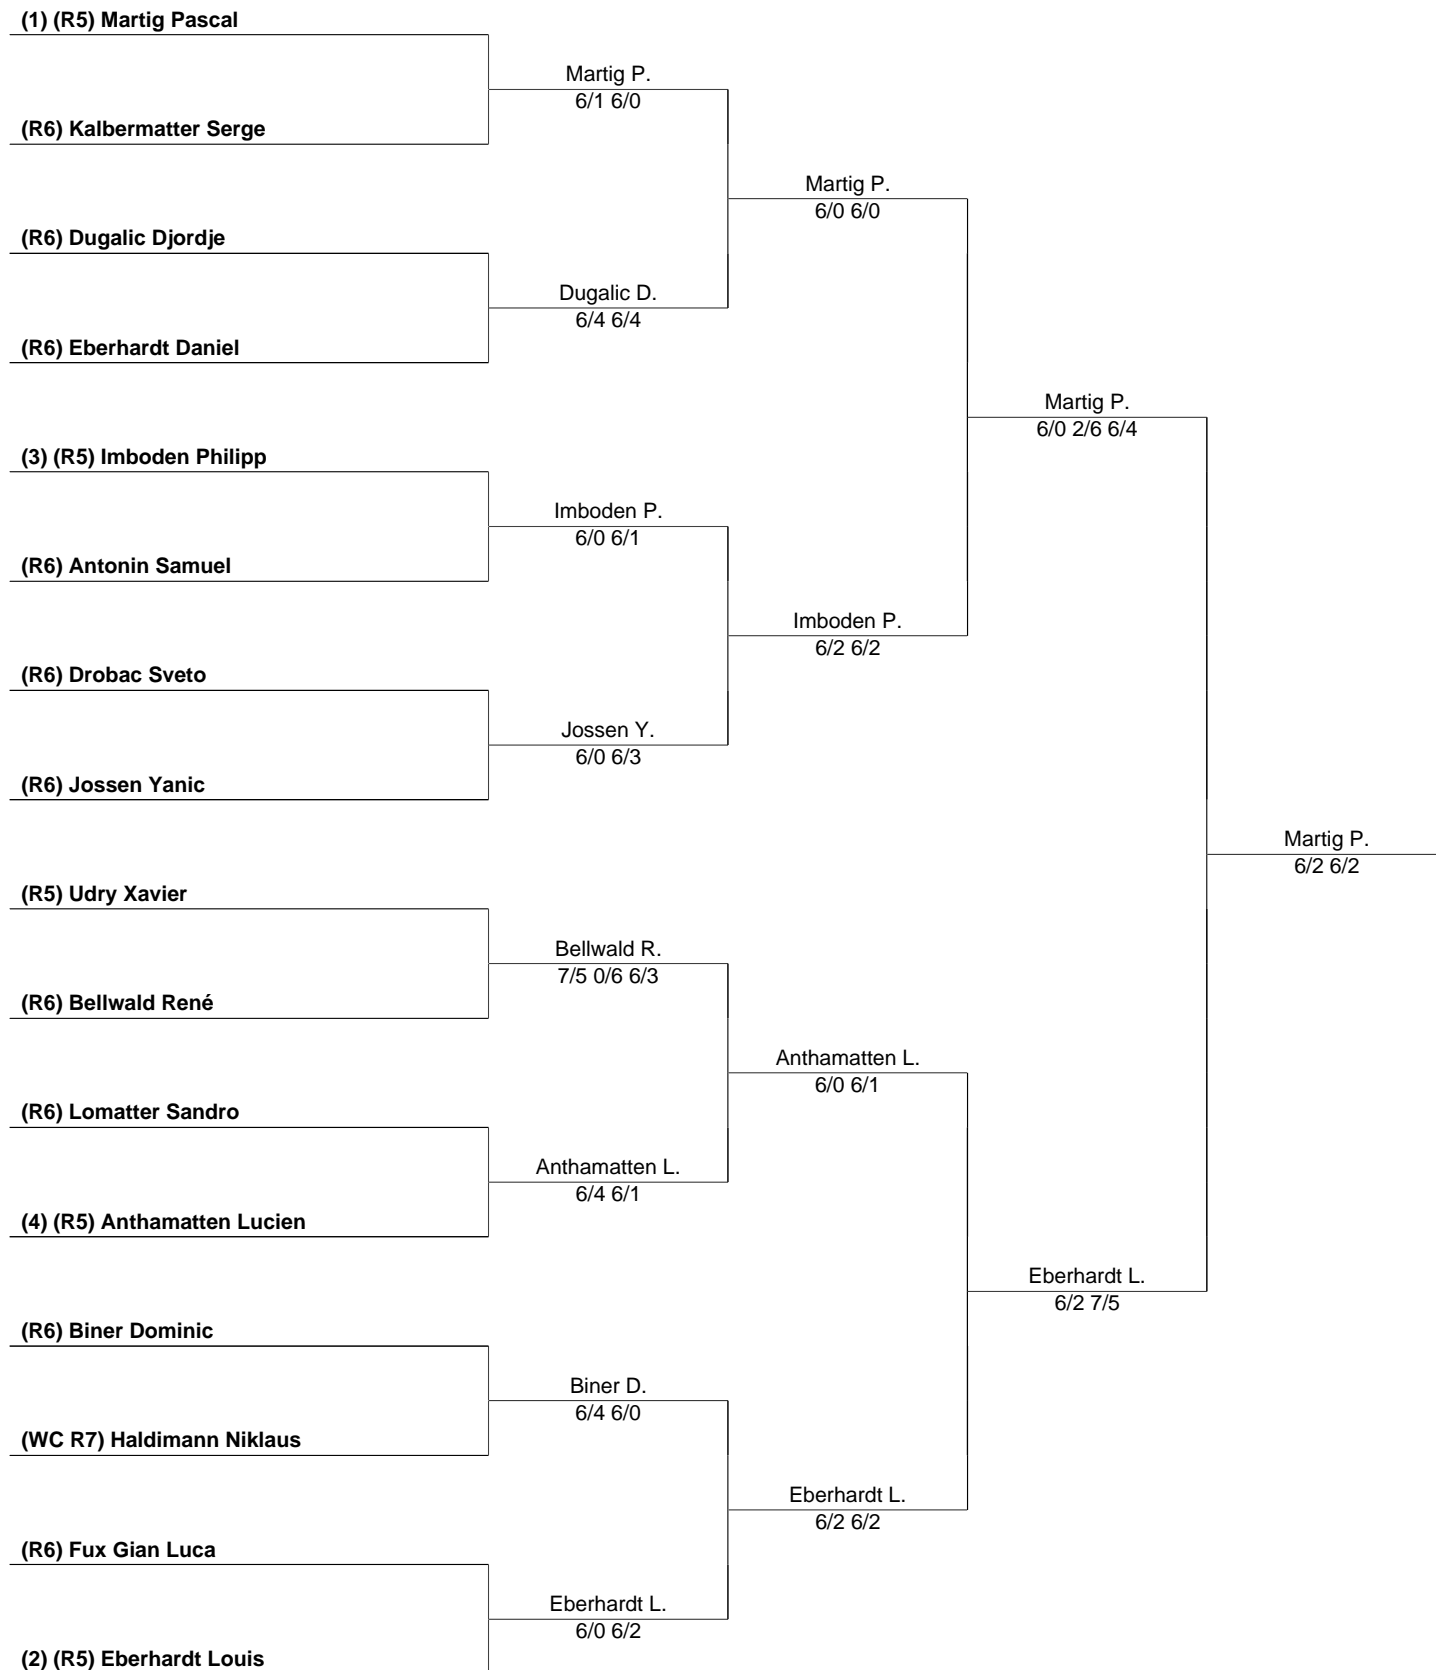 (1) (R5) Martig Pascal
Martig P.
6/1 6/0
(R6) Kalbermatter Serge
Martig P.
6/0 6/0
(R6) Dugalic Djordje
Dugalic D.
6/4 6/4
(R6) Eberhardt Daniel
Martig P.
6/0 2/6 6/4
(3) (R5) Imboden Philipp
Imboden P.
6/0 6/1
(R6) Antonin Samuel
Imboden P.
6/2 6/2
(R6) Drobac Sveto
Jossen Y.
6/0 6/3
(R6) Jossen Yanic
Martig P.
6/2 6/2
(R5) Udry Xavier
Bellwald R.
7/5 0/6 6/3
(R6) Bellwald René
Anthamatten L.
6/0 6/1
(R6) Lomatter Sandro
Anthamatten L.
6/4 6/1
(4) (R5) Anthamatten Lucien
Eberhardt L.
6/2 7/5
(R6) Biner Dominic
Biner D.
6/4 6/0
(WC R7) Haldimann Niklaus
Eberhardt L.
6/2 6/2
(R6) Fux Gian Luca
Eberhardt L.
6/0 6/2
(2) (R5) Eberhardt Louis